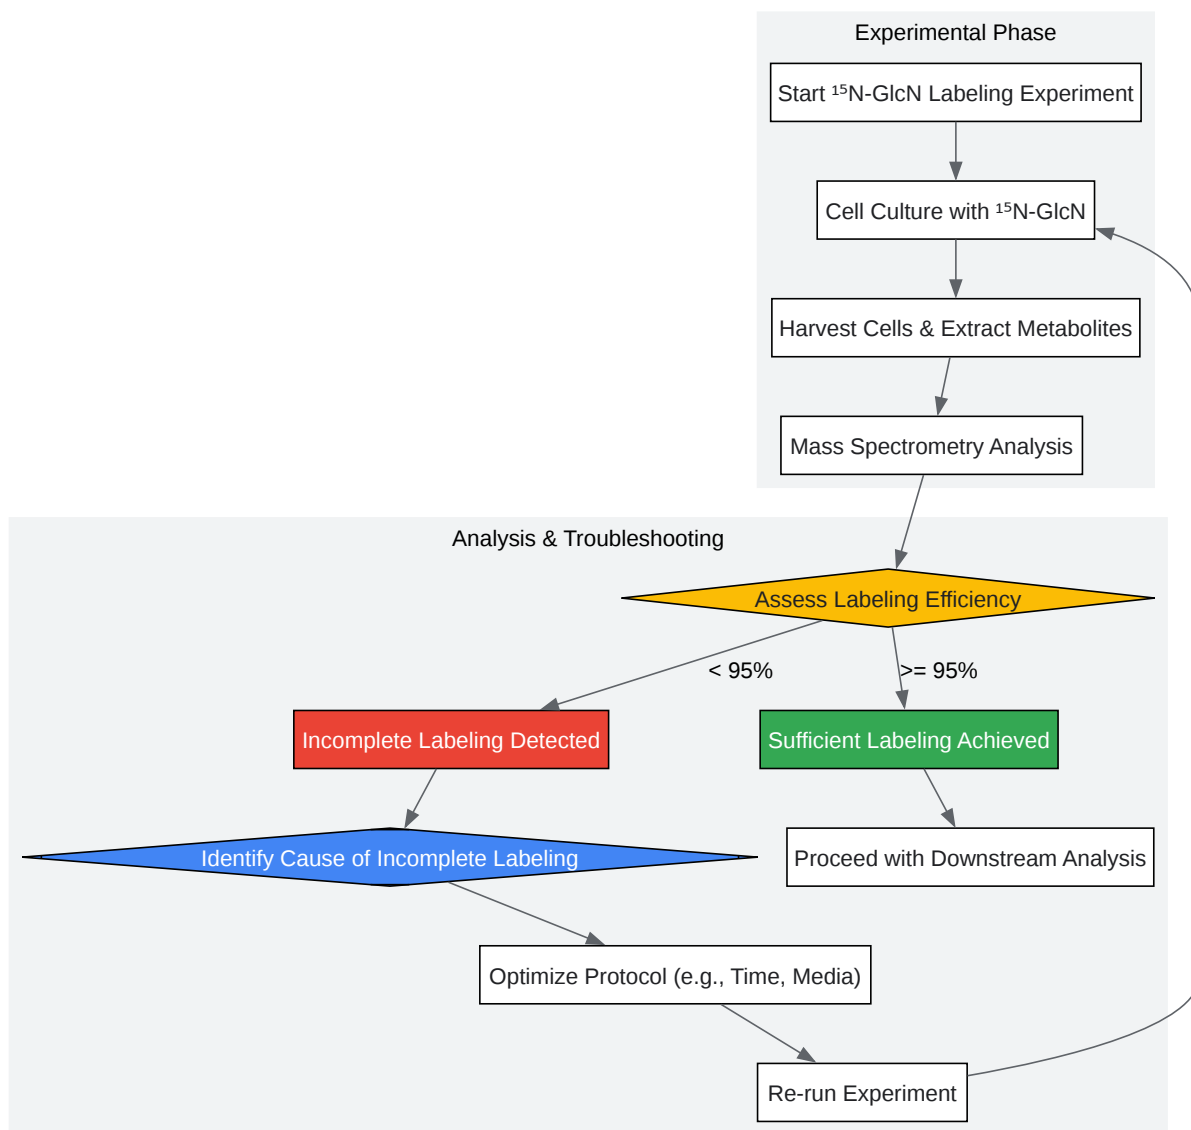 Experimental Phase
Start ¹⁵N-GlcN Labeling Experiment
Cell Culture with ¹⁵N-GlcN
Harvest Cells & Extract Metabolites
Mass Spectrometry Analysis
Analysis & Troubleshooting
Assess Labeling Efficiency
< 95%
>= 95%
Incomplete Labeling Detected
Sufficient Labeling Achieved
Identify Cause of Incomplete Labeling
Proceed with Downstream Analysis
Optimize Protocol (e.g., Time, Media)
Re-run Experiment